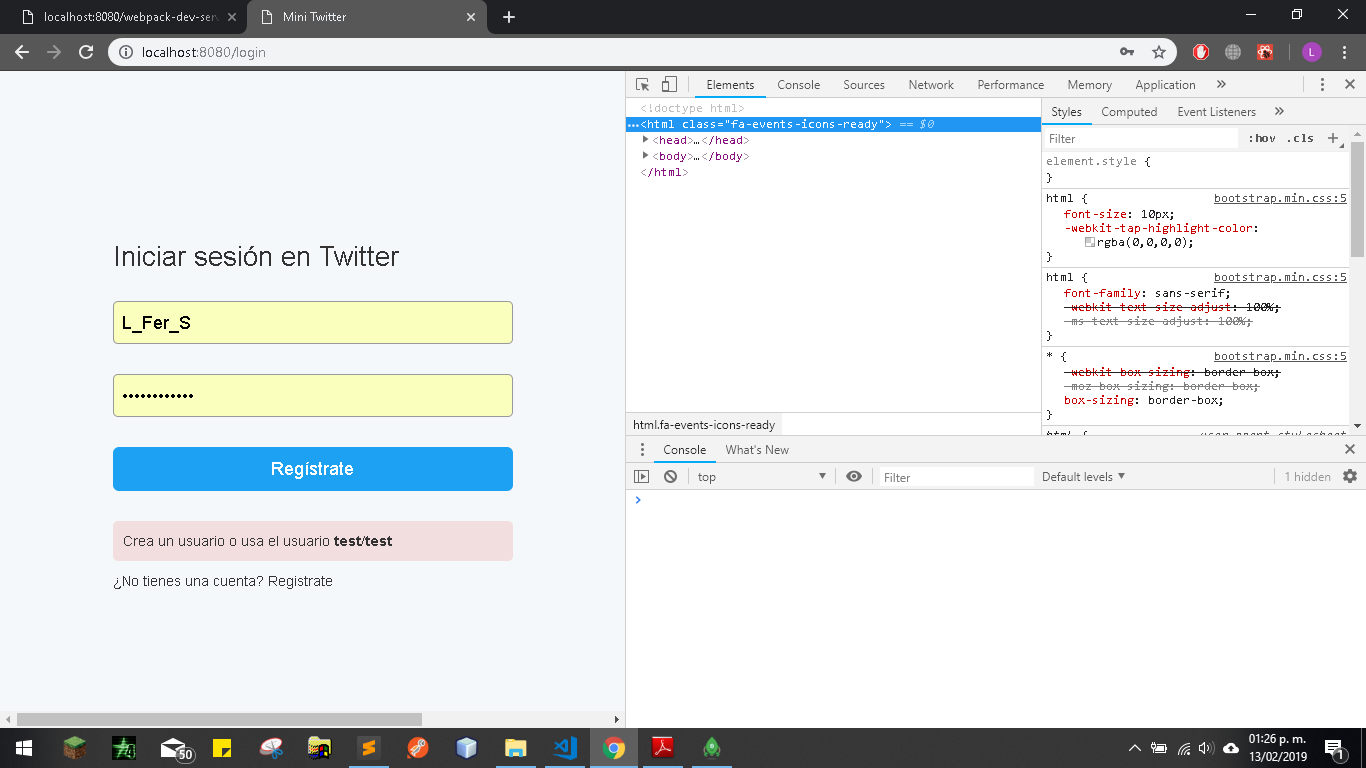 localhost:8080/webpack-dev-ser
Mini Twitter
localhost:8080/login
L
Iniciar sesión en Twitter
L_Fer_S
••••••••••••
Regístrate
Crea un usuario o usa el usuario test/test
¿No tienes una cuenta? Registrate
Elements Console Sources Network Performance Memory Application »
<!doctype html>
…<html class="fa-events-icons-ready"> == $0
<head>…</head>
<body>…</body>
</html>
html.fa-events-icons-ready
Styles Computed Event Listeners »
Filter :hov .cls +
element.style {
}
html { bootstrap.min.css:5
font-size: 10px;
-webkit-tap-highlight-color:
rgba(0,0,0,0);
}
html { bootstrap.min.css:5
font-family: sans-serif;
-webkit-text-size-adjust: 100%;
-ms-text-size-adjust: 100%;
}
* { bootstrap.min.css:5
-webkit-box-sizing: border-box;
-moz-box-sizing: border-box;
box-sizing: border-box;
}
html { user agent stylesheet
Console What's New
top Filter Default levels 1 hidden
50
01:26 p. m.
13/02/2019
1